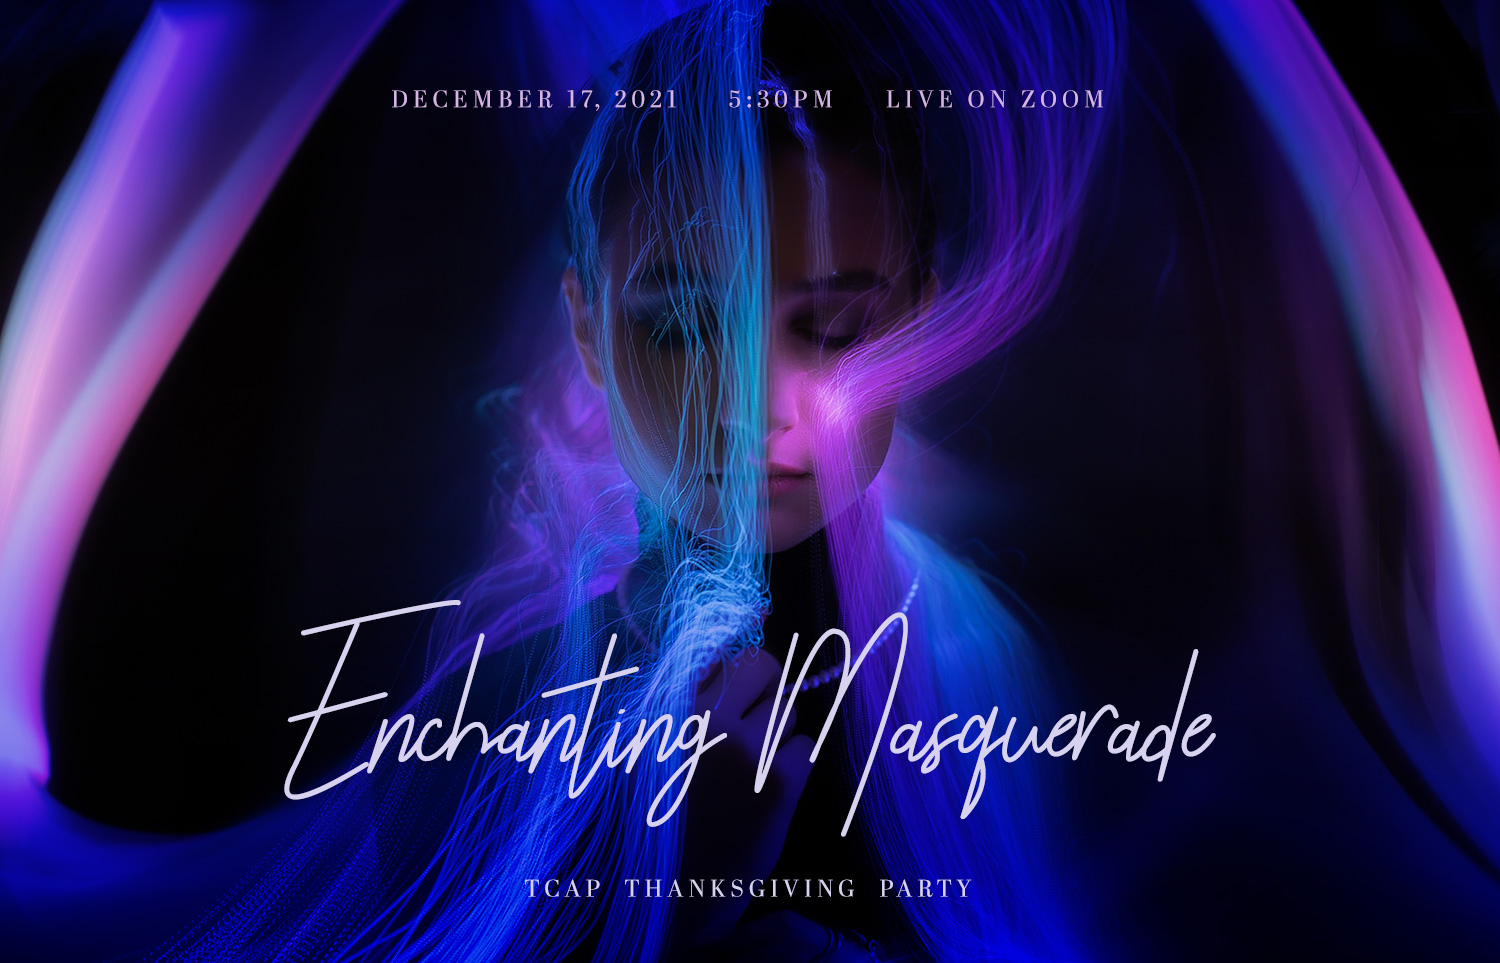 DECEMBER 17, 2021 5:30PM LIVE ON ZOOM
Enchanting Masquerade
TCAP THANKSGIVING PARTY